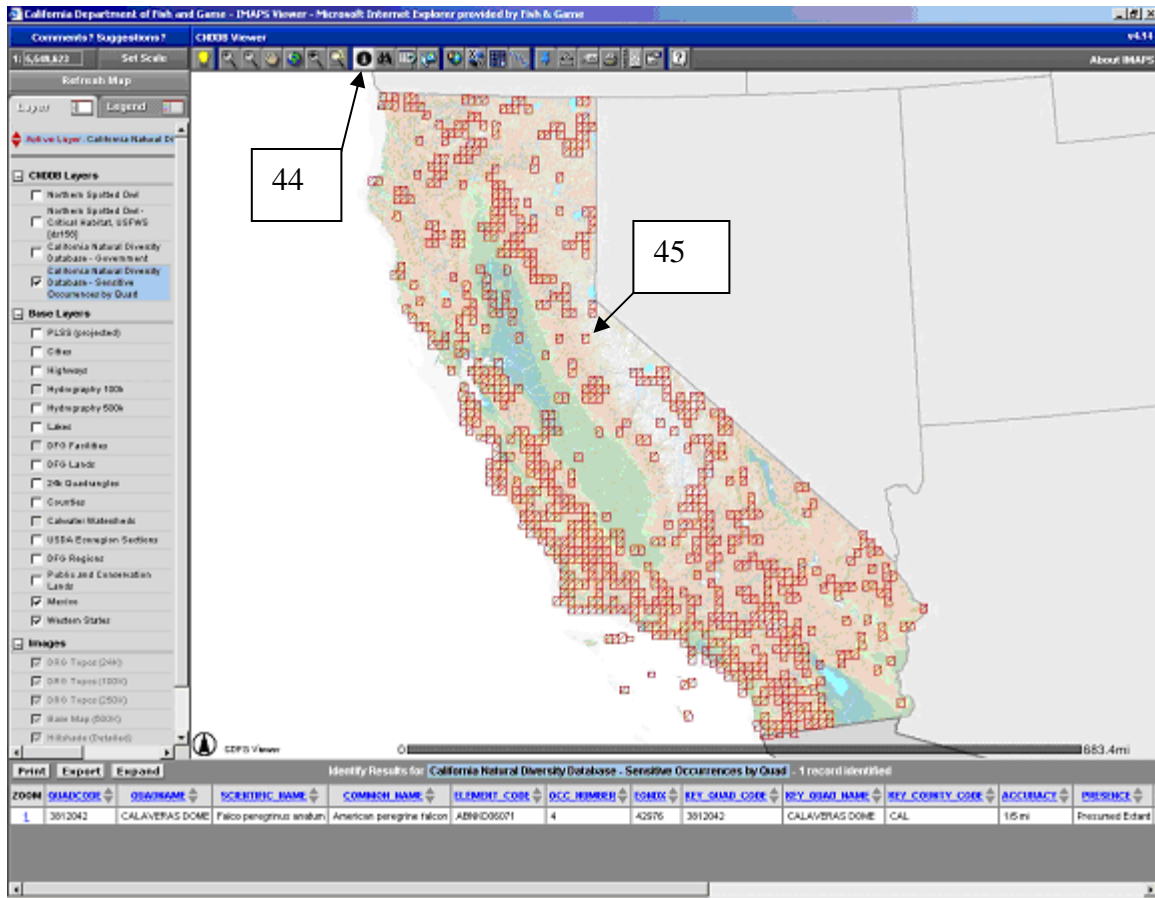 California Department of Fish and Game - IMAPS Viewer - Microsoft Internet Explorer provided by Fish & Game
Comments? Suggestions?
CNDDB Viewer
v4.14
Set Scale
About IMAPS
Refresh Map
Layer
Legend
44
45
Active Layer: California Natural Di
CNDDB Layers
Northern Spotted Owl
Northern Spotted Owl -
Critical Habitat, USFWS
[ds156]
California Natural Diversity
Database - Government
California Natural Diversity
Database - Sensitive
Occurrences by Quad
Base Layers
PLSS (projected)
Cities
Highways
Hydrography 100k
Hydrography 500k
Lakes
DFG Facilities
DFG Lands
24k Quadrangles
Counties
Calwater Watersheds
USDA Ecoregion Sections
DFG Regions
Public and Conservation
Lands
Mexico
Western States
Images
DRG Topos (24k)
DRG Topos (100k)
DRG Topos (250k)
Base Map (500k)
Hillshade (Detailed)
CDFG Viewer
0
683.4mi
Print Export Expand
Identify Results for California Natural Diversity Database - Sensitive Occurrences by Quad - 1 record identified
ZOOM QUADCODE QUADNAME SCIENTIFIC_NAME COMMON_NAME ELEMENT_CODE OCC_NUMBER EONDX KEY_QUAD_CODE KEY_QUAD_NAME KEY_COUNTY_CODE ACCURACY PRESENCE
1 3812042 CALAVERAS DOME Falco peregrinus anatum American peregrine falcon ABNKD06071 4 42976 3812042 CALAVERAS DOME CAL 1/5 mi Presumed Extant